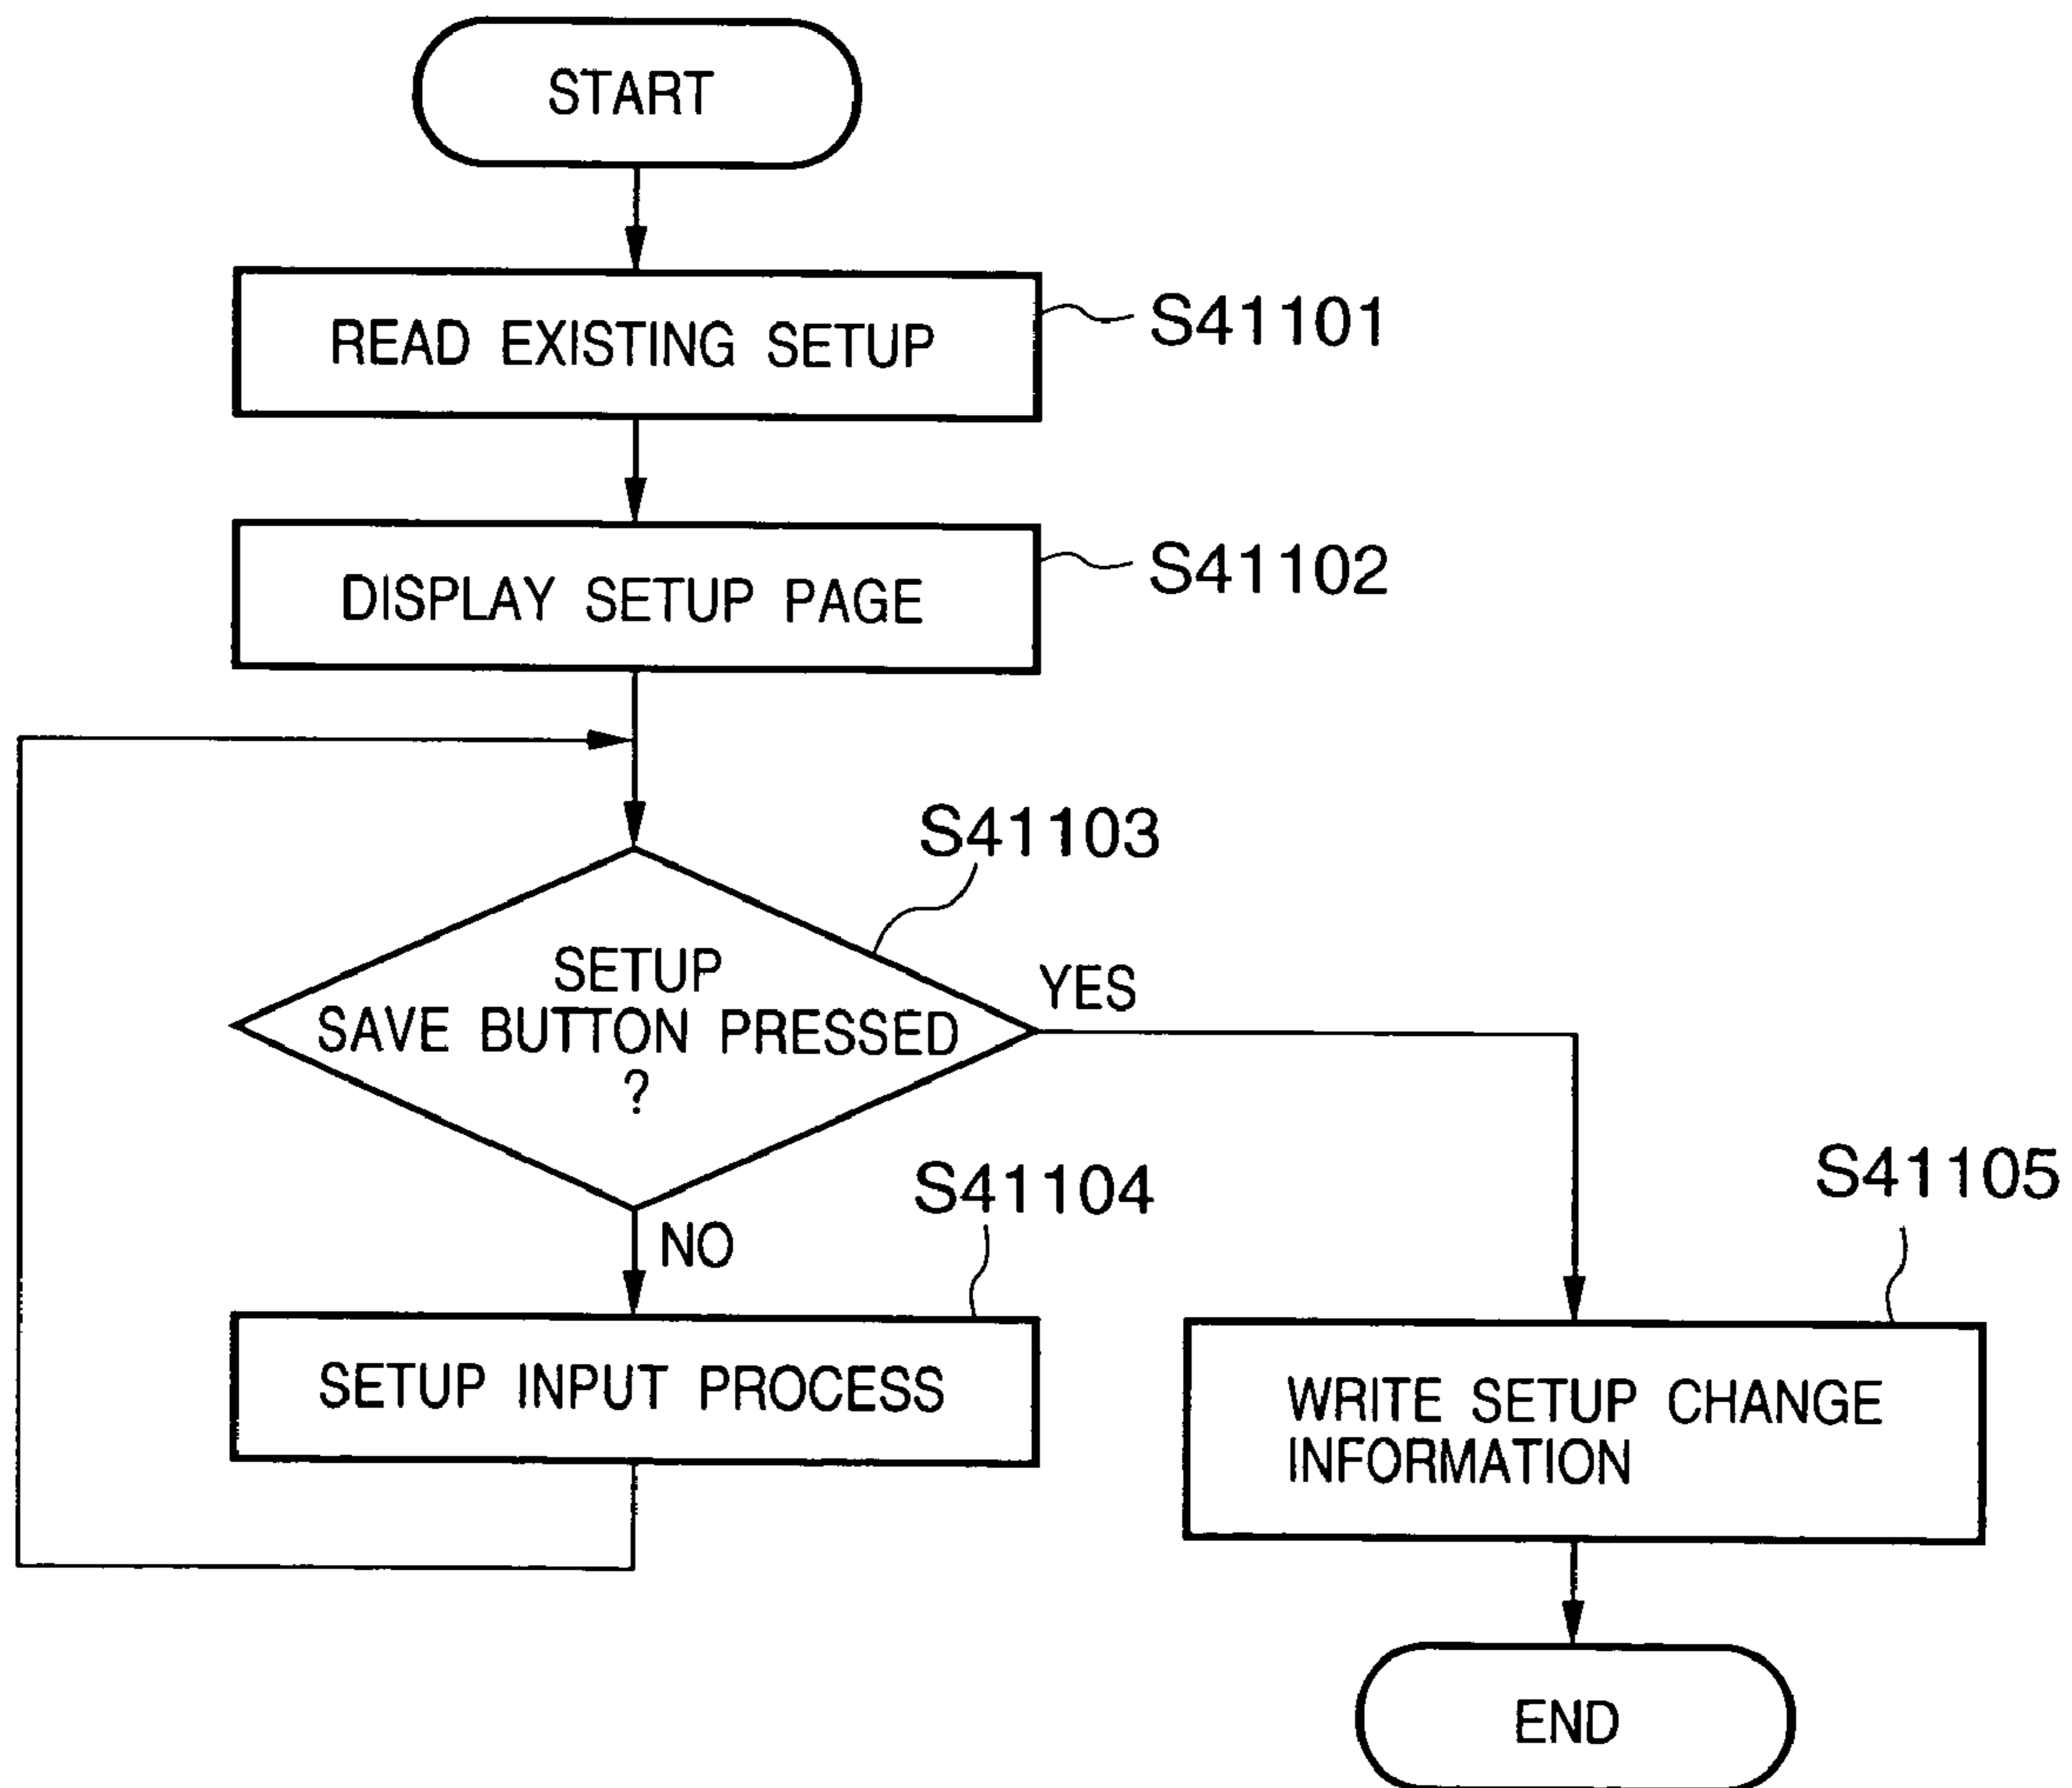 START
READ EXISTING SETUP
S41101
DISPLAY SETUP PAGE
S41102
S41103
SETUP
SAVE BUTTON PRESSED
?
YES
NO
S41104
SETUP INPUT PROCESS
S41105
WRITE SETUP CHANGE
INFORMATION
END